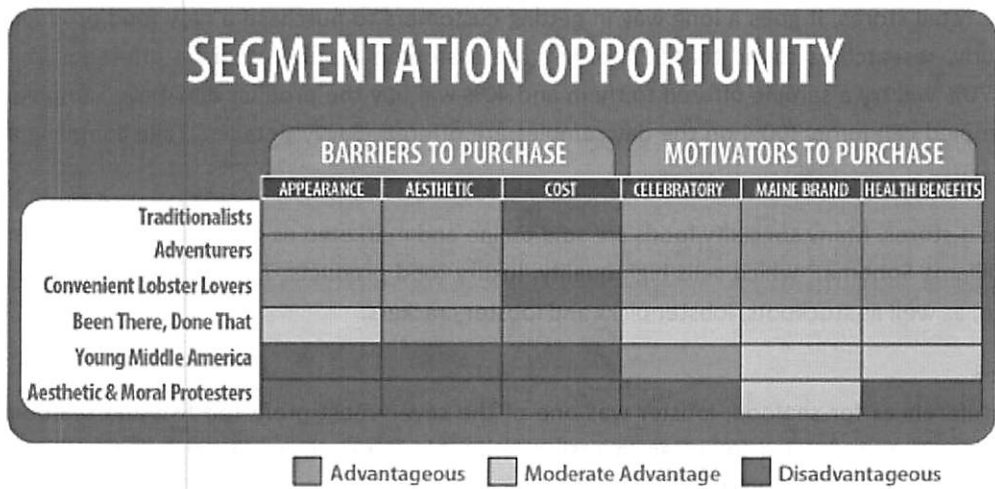 SEGMENTATION OPPORTUNITY
BARRIERS TO PURCHASE MOTIVATORS TO PURCHASE
APPEARANCE AESTHETIC COST CELEBRATORY MAINE BRAND HEALTH BENEFITS
Traditionalists
Adventurers
Convenient Lobster Lovers
Been There, Done That
Young Middle America
Aesthetic & Moral Protesters
Advantageous Moderate Advantage Disadvantageous